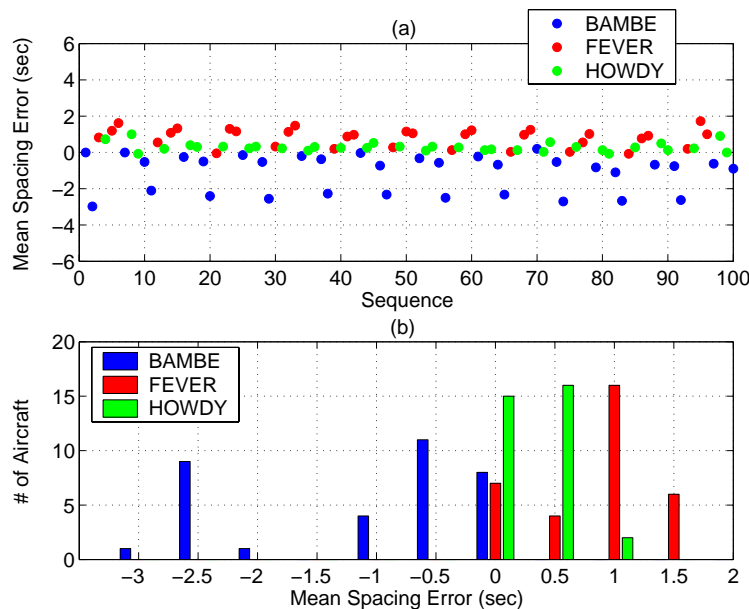 (a)
BAMBE
FEVER
HOWDY
Mean Spacing Error (sec)
6
4
2
0
−2
−4
−6
0 10 20 30 40 50 60 70 80 90 100
Sequence
(b)
BAMBE
FEVER
HOWDY
# of Aircraft
20
15
10
5
0
−3 −2.5 −2 −1.5 −1 −0.5 0 0.5 1 1.5 2
Mean Spacing Error (sec)